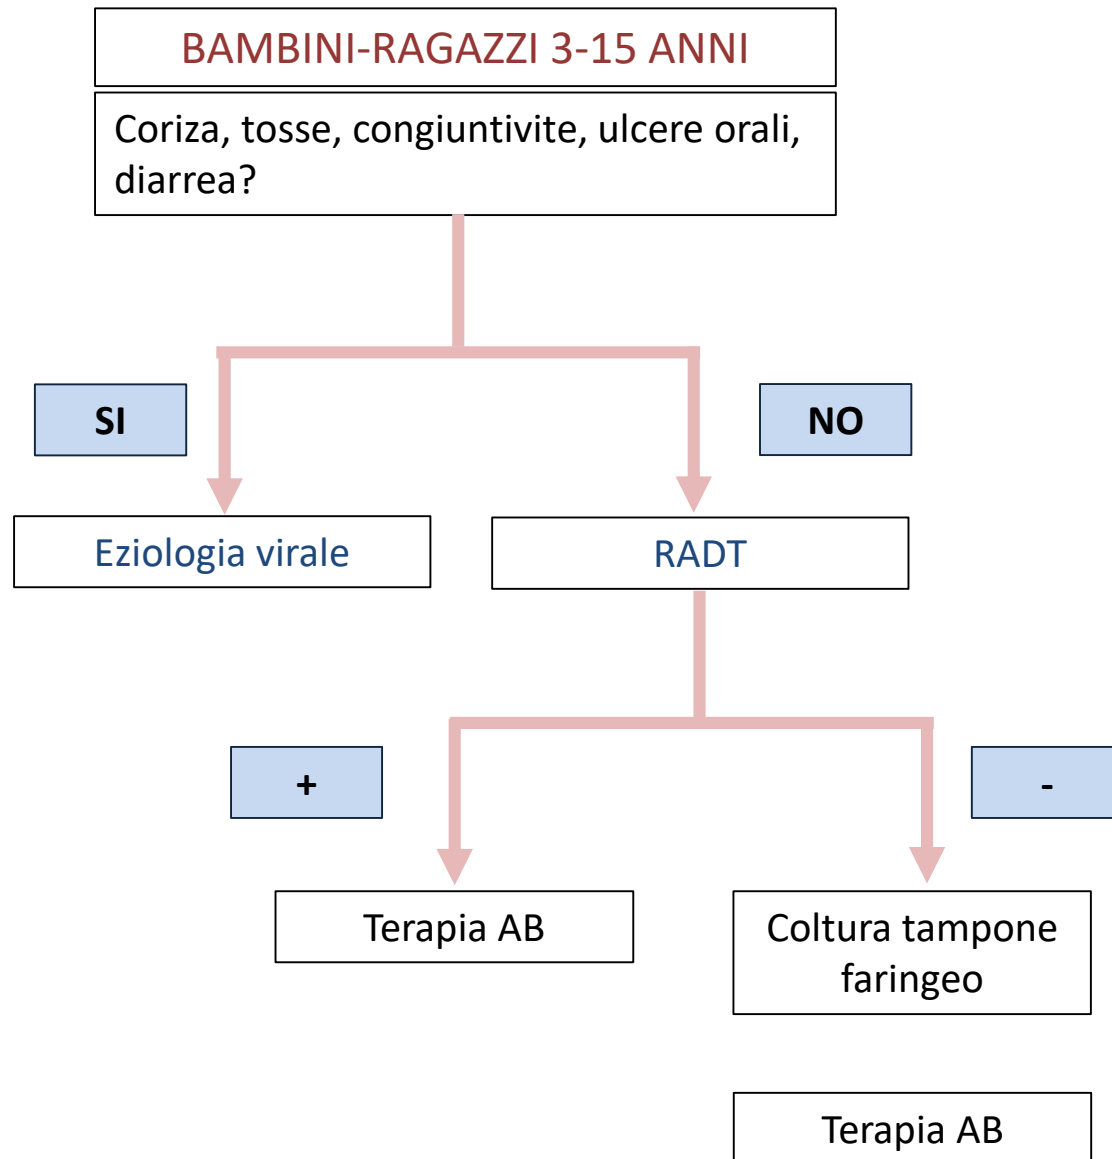 BAMBINI-RAGAZZI 3-15 ANNI
Coriza, tosse, congiuntivite, ulcere orali,
diarrea?
SI
NO
Eziologia virale
RADT
+
-
Terapia AB
Coltura tampone
faringeo
Terapia AB